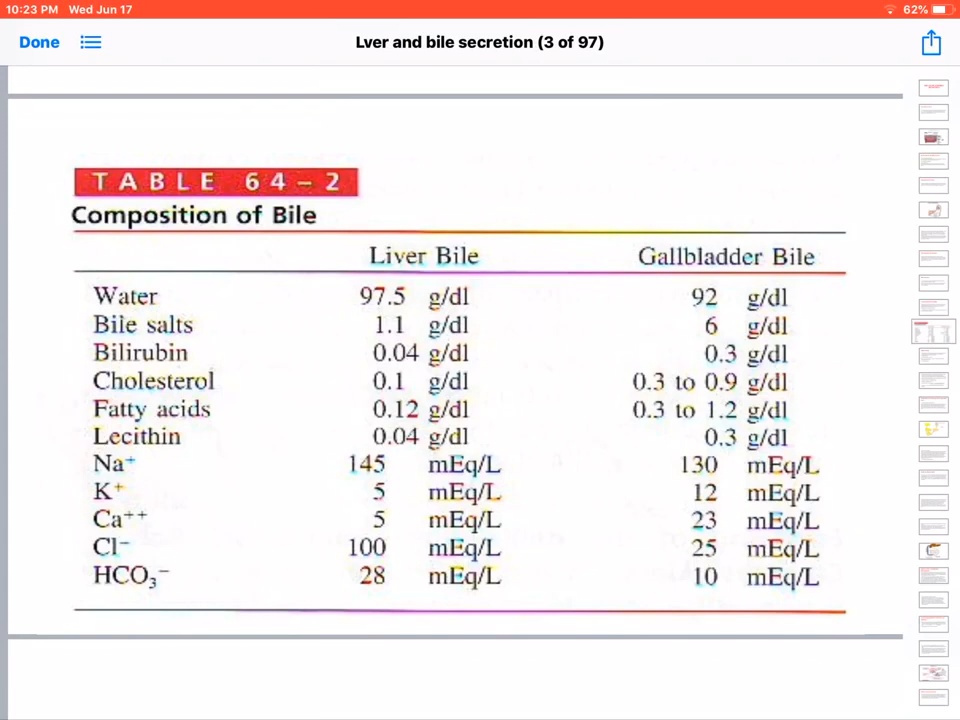 10:23 PM Wed Jun 17 62%
Done Lver and bile secretion (3 of 97)
TABLE 64–2
Composition of Bile
Liver Bile Gallbladder Bile
Water 97.5 g/dl 92 g/dl
Bile salts 1.1 g/dl 6 g/dl
Bilirubin 0.04 g/dl 0.3 g/dl
Cholesterol 0.1 g/dl 0.3 to 0.9 g/dl
Fatty acids 0.12 g/dl 0.3 to 1.2 g/dl
Lecithin 0.04 g/dl 0.3 g/dl
Na⁺ 145 mEq/L 130 mEq/L
K⁺ 5 mEq/L 12 mEq/L
Ca⁺⁺ 5 mEq/L 23 mEq/L
Cl⁻ 100 mEq/L 25 mEq/L
HCO₃⁻ 28 mEq/L 10 mEq/L